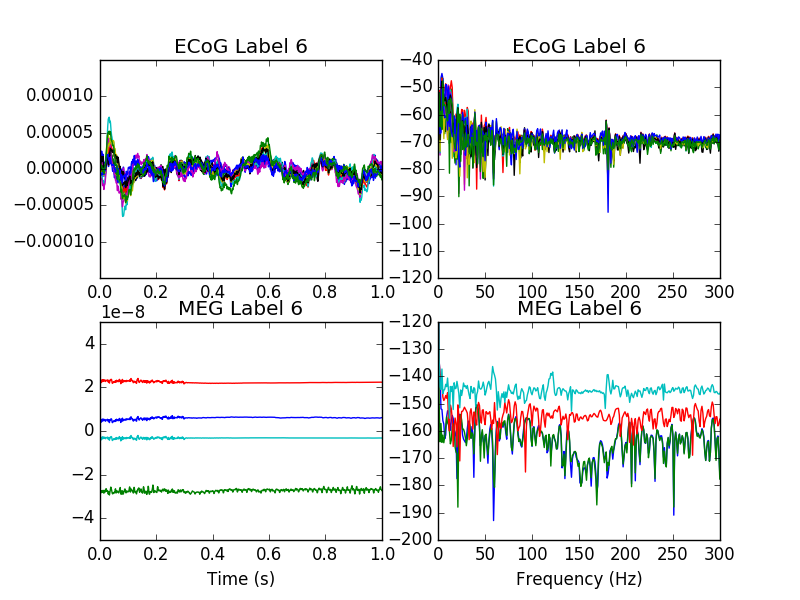 ECoG Label 6
0.00010
0.00005
0.00000
−0.00005
−0.00010
0.0 0.2 0.4 0.6 0.8 1.0
ECoG Label 6
−40
−50
−60
−70
−80
−90
−100
−110
−120
0 50 100 150 200 250 300
MEG Label 6
1e−8
4
2
0
−2
−4
0.0 0.2 0.4 0.6 0.8 1.0
Time (s)
MEG Label 6
−120
−130
−140
−150
−160
−170
−180
−190
−200
0 50 100 150 200 250 300
Frequency (Hz)